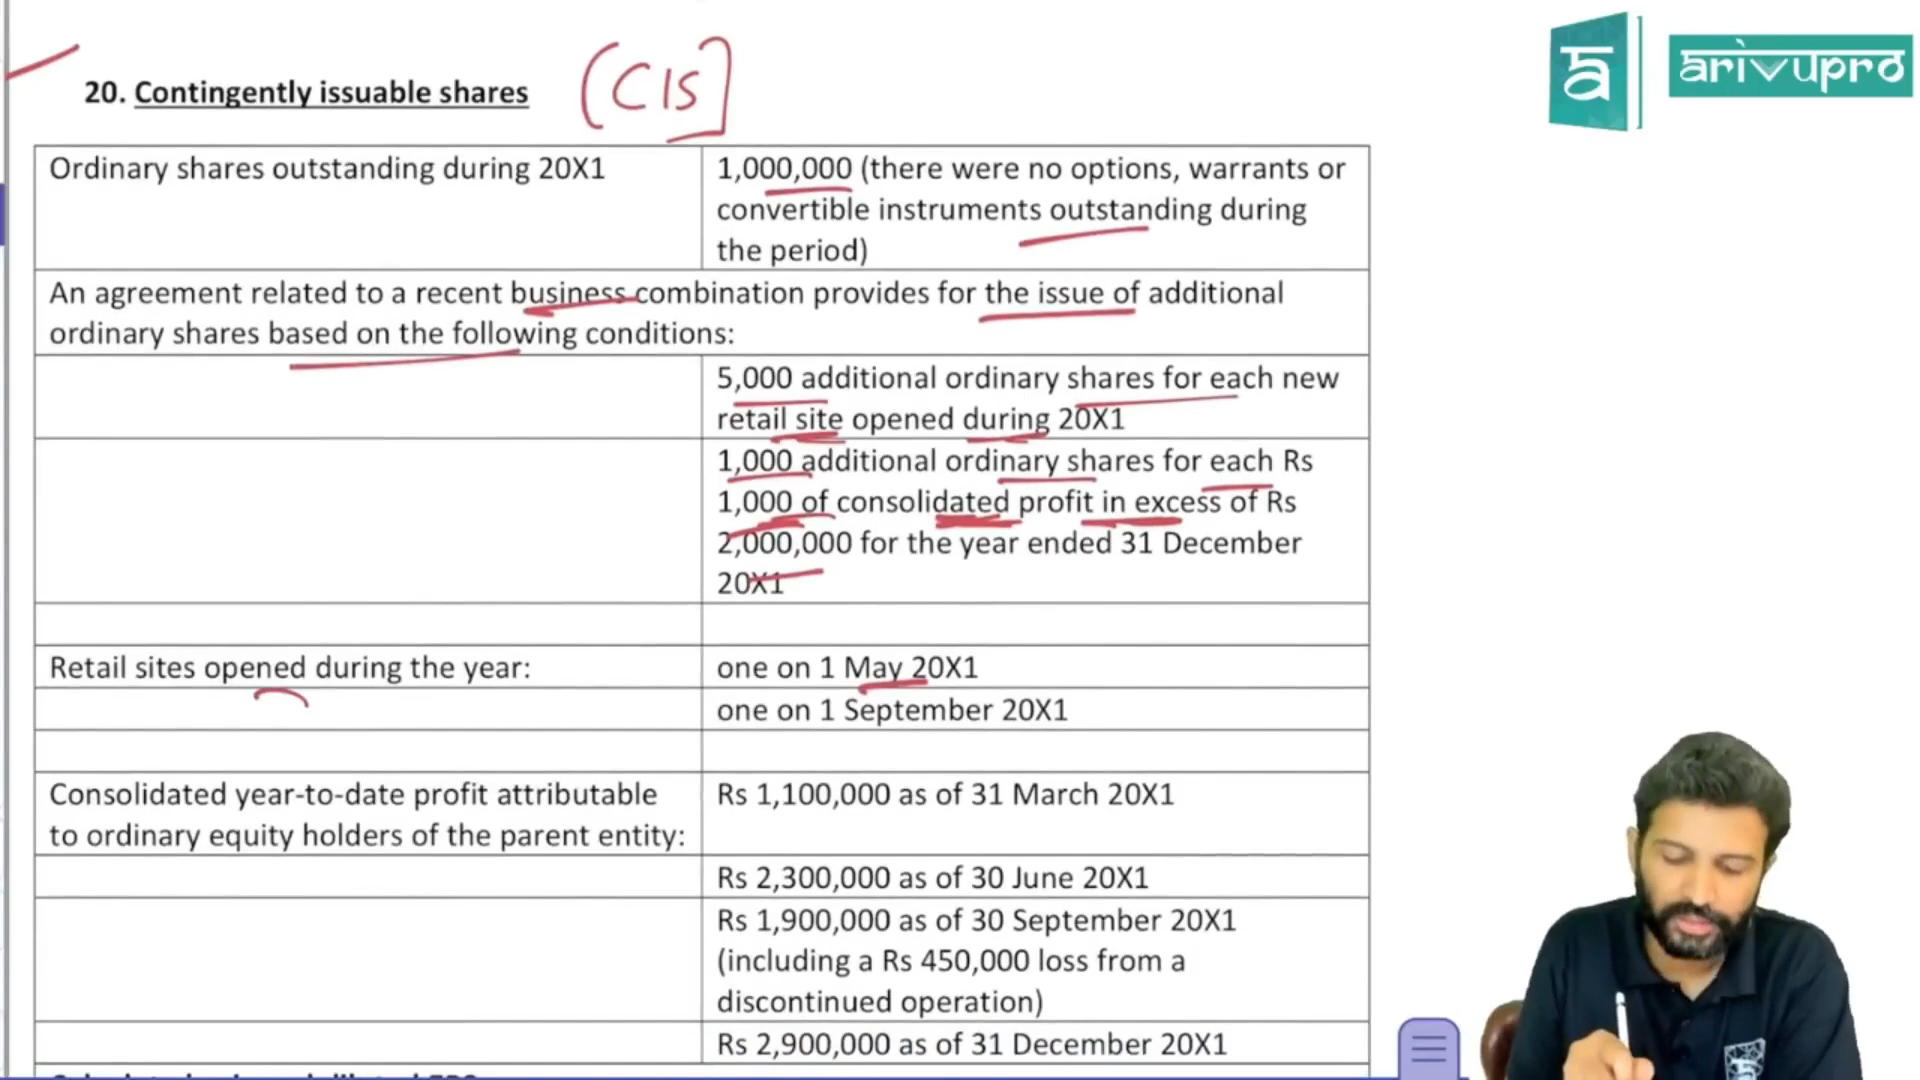 20. Contingently issuable shares (CIS)
ā
arivupro
Ordinary shares outstanding during 20X1
1,000,000 (there were no options, warrants or
convertible instruments outstanding during
the period)
An agreement related to a recent business combination provides for the issue of additional
ordinary shares based on the following conditions:
5,000 additional ordinary shares for each new
retail site opened during 20X1
1,000 additional ordinary shares for each Rs
1,000 of consolidated profit in excess of Rs
2,000,000 for the year ended 31 December
20X1
Retail sites opened during the year:
one on 1 May 20X1
one on 1 September 20X1
Consolidated year-to-date profit attributable
to ordinary equity holders of the parent entity:
Rs 1,100,000 as of 31 March 20X1
Rs 2,300,000 as of 30 June 20X1
Rs 1,900,000 as of 30 September 20X1
(including a Rs 450,000 loss from a
discontinued operation)
Rs 2,900,000 as of 31 December 20X1